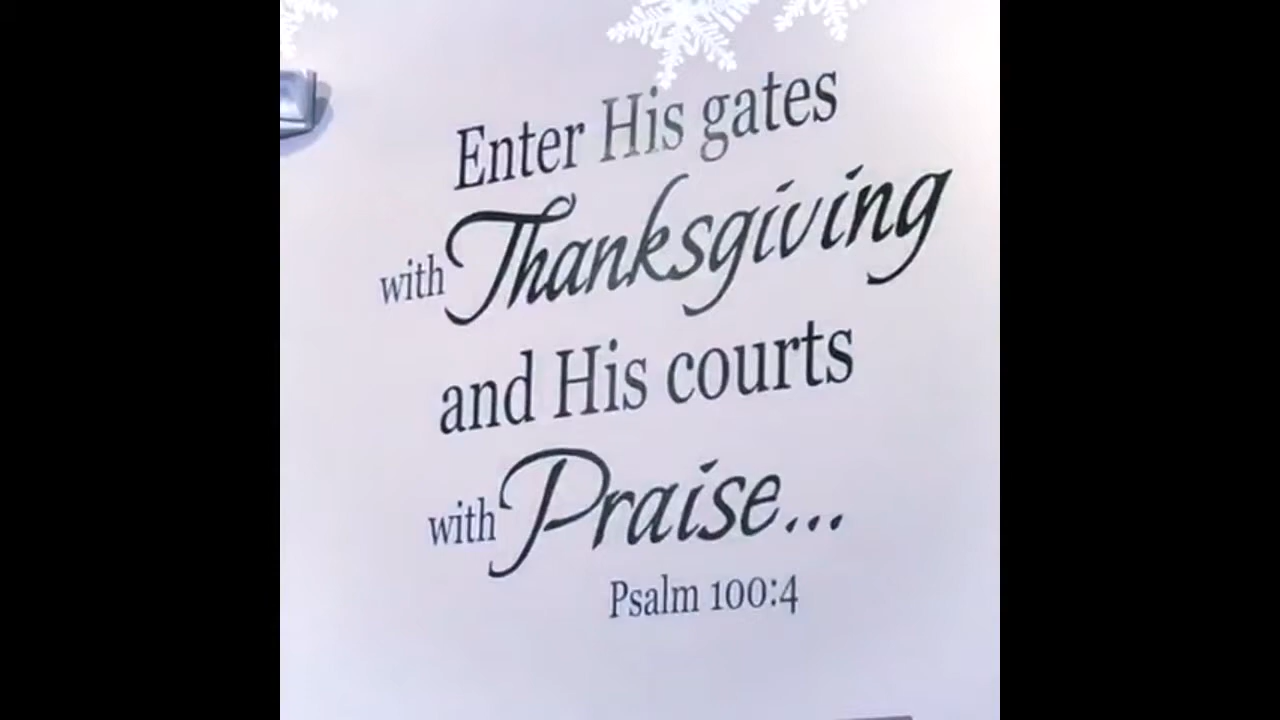 Enter His gates
with Thanksgiving
and His courts
with Praise...
Psalm 100:4